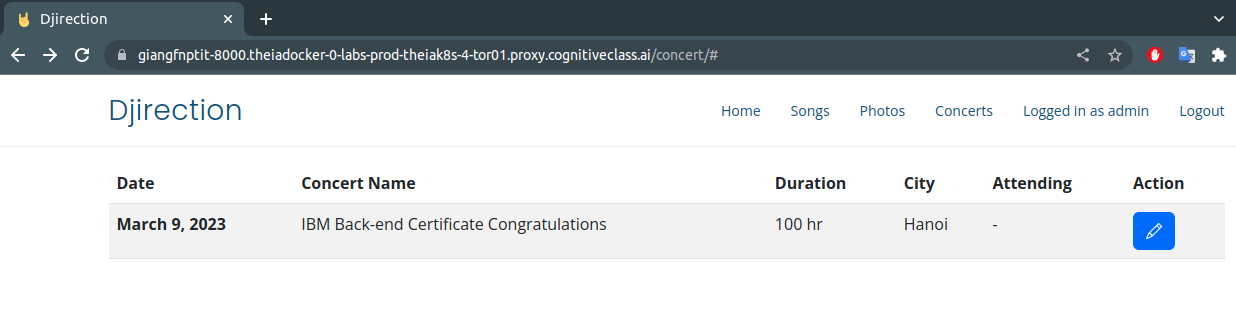 Djirection
giangfnptit-8000.theiadocker-0-labs-prod-theiak8s-4-tor01.proxy.cognitiveclass.ai/concert/#
Djirection Home Songs Photos Concerts Logged in as admin Logout
Date Concert Name Duration City Attending Action
March 9, 2023 IBM Back-end Certificate Congratulations 100 hr Hanoi -